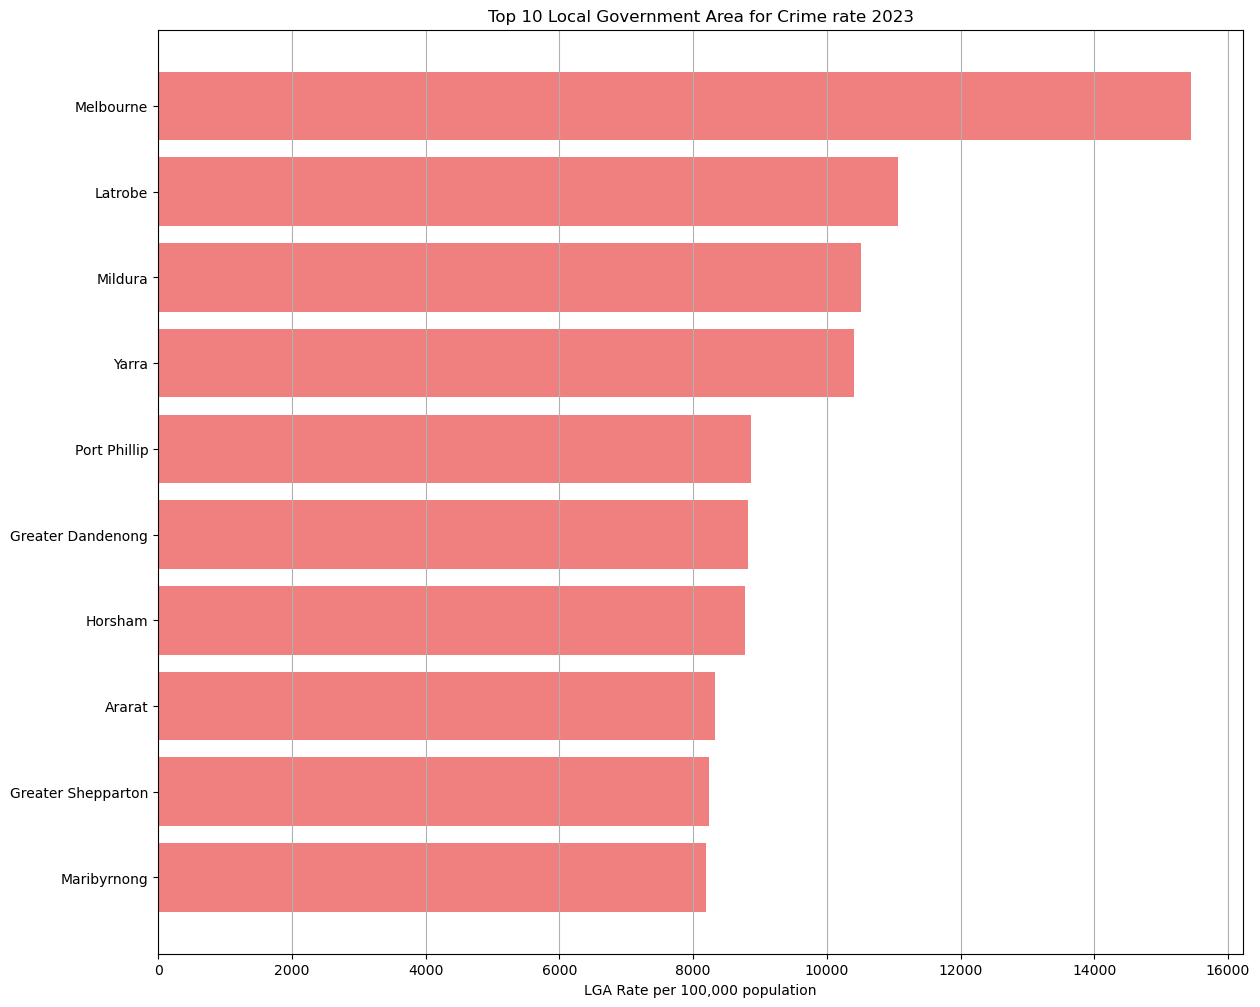 Top 10 Local Government Area for Crime rate 2023
Melbourne
Latrobe
Mildura
Yarra
Port Phillip
Greater Dandenong
Horsham
Ararat
Greater Shepparton
Maribyrnong
0 2000 4000 6000 8000 10000 12000 14000 16000
LGA Rate per 100,000 population